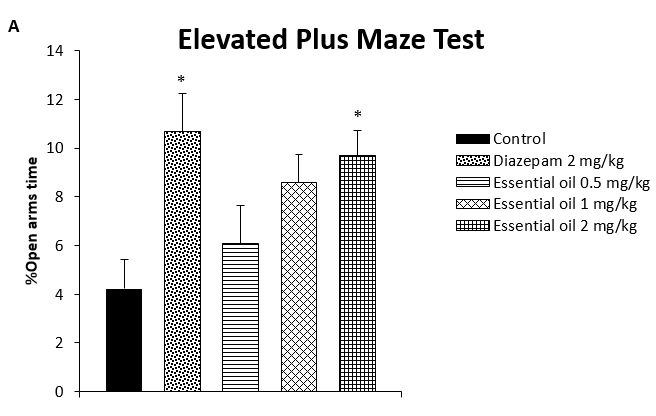 A
Elevated Plus Maze Test
14
12
10
8
6
4
2
0
%Open arms time
*
*
Control
Diazepam 2 mg/kg
Essential oil 0.5 mg/kg
Essential oil 1 mg/kg
Essential oil 2 mg/kg